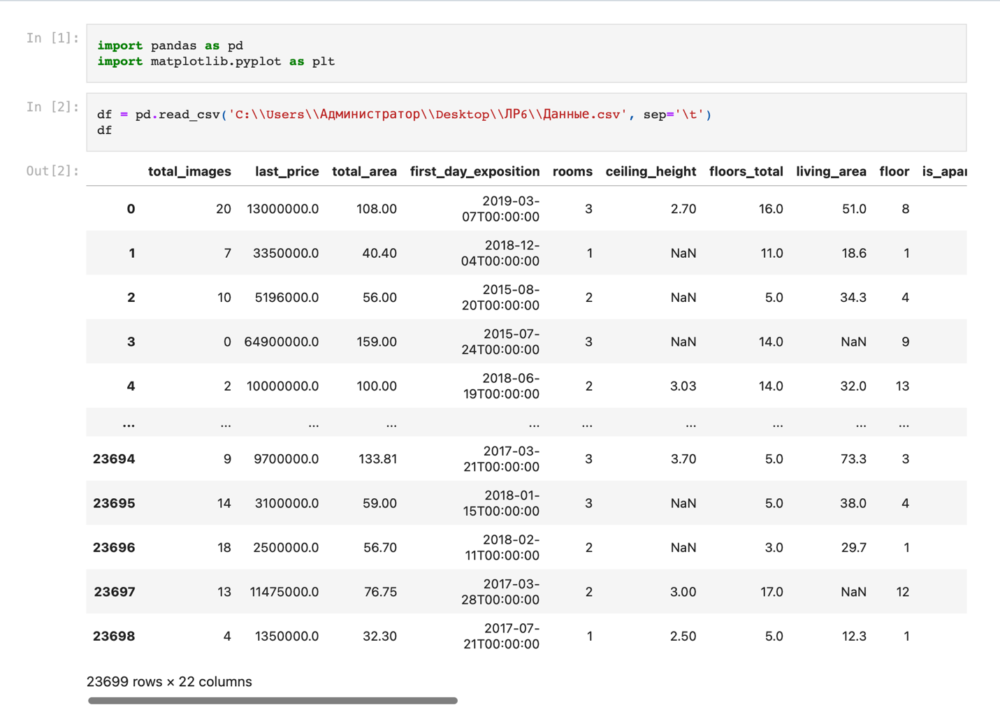 In [1]:
import pandas as pd
import matplotlib.pyplot as plt
In [2]:
df = pd.read_csv('C:\\Users\\Администратор\\Desktop\\ЛР6\\Данные.csv', sep='\t')
df
Out[2]:
total_images last_price total_area first_day_exposition rooms ceiling_height floors_total living_area floor is_apar
0 20 13000000.0 108.00 2019-03-07T00:00:00 3 2.70 16.0 51.0 8
1 7 3350000.0 40.40 2018-12-04T00:00:00 1 NaN 11.0 18.6 1
2 10 5196000.0 56.00 2015-08-20T00:00:00 2 NaN 5.0 34.3 4
3 0 64900000.0 159.00 2015-07-24T00:00:00 3 NaN 14.0 NaN 9
4 2 10000000.0 100.00 2018-06-19T00:00:00 2 3.03 14.0 32.0 13
... ... ... ... ... ... ... ... ... ...
23694 9 9700000.0 133.81 2017-03-21T00:00:00 3 3.70 5.0 73.3 3
23695 14 3100000.0 59.00 2018-01-15T00:00:00 3 NaN 5.0 38.0 4
23696 18 2500000.0 56.70 2018-02-11T00:00:00 2 NaN 3.0 29.7 1
23697 13 11475000.0 76.75 2017-03-28T00:00:00 2 3.00 17.0 NaN 12
23698 4 1350000.0 32.30 2017-07-21T00:00:00 1 2.50 5.0 12.3 1
23699 rows × 22 columns